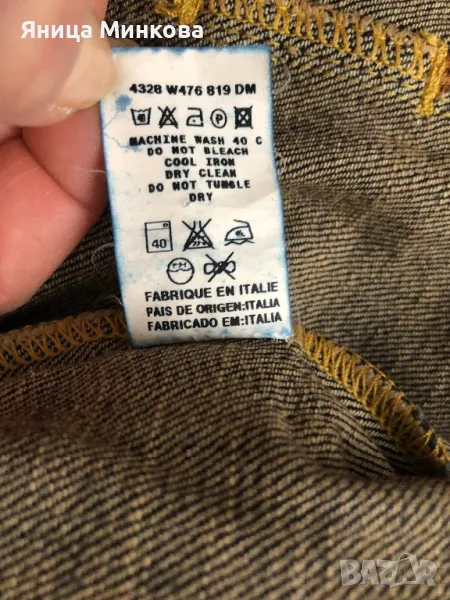 Яница Минкова
4328 W476 819 DM
MACHINE WASH 40 C
DO NOT BLEACH
COOL IRON
DRY CLEAN
DO NOT TUMBLE
DRY
40
FABRIQUE EN ITALIE
PAIS DE ORIGEN:ITALIA
FABRICADO EM:ITALIA
BAZAR